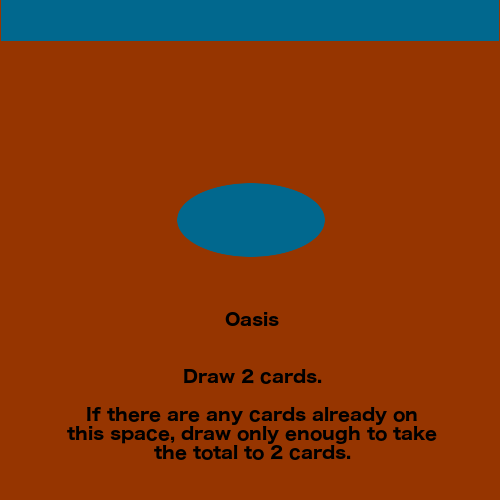 Oasis
Draw 2 cards.
If there are any cards already on
this space, draw only enough to take
the total to 2 cards.